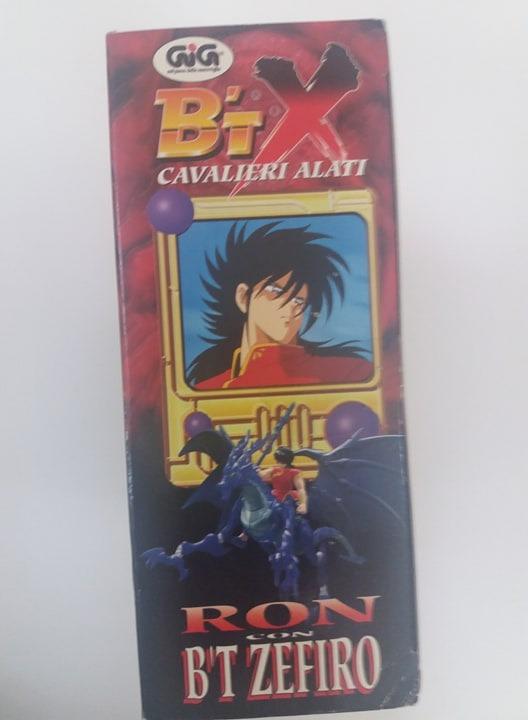 GiG
B'T X
CAVALIERI ALATI
RON
CON
B'T ZEFIRO